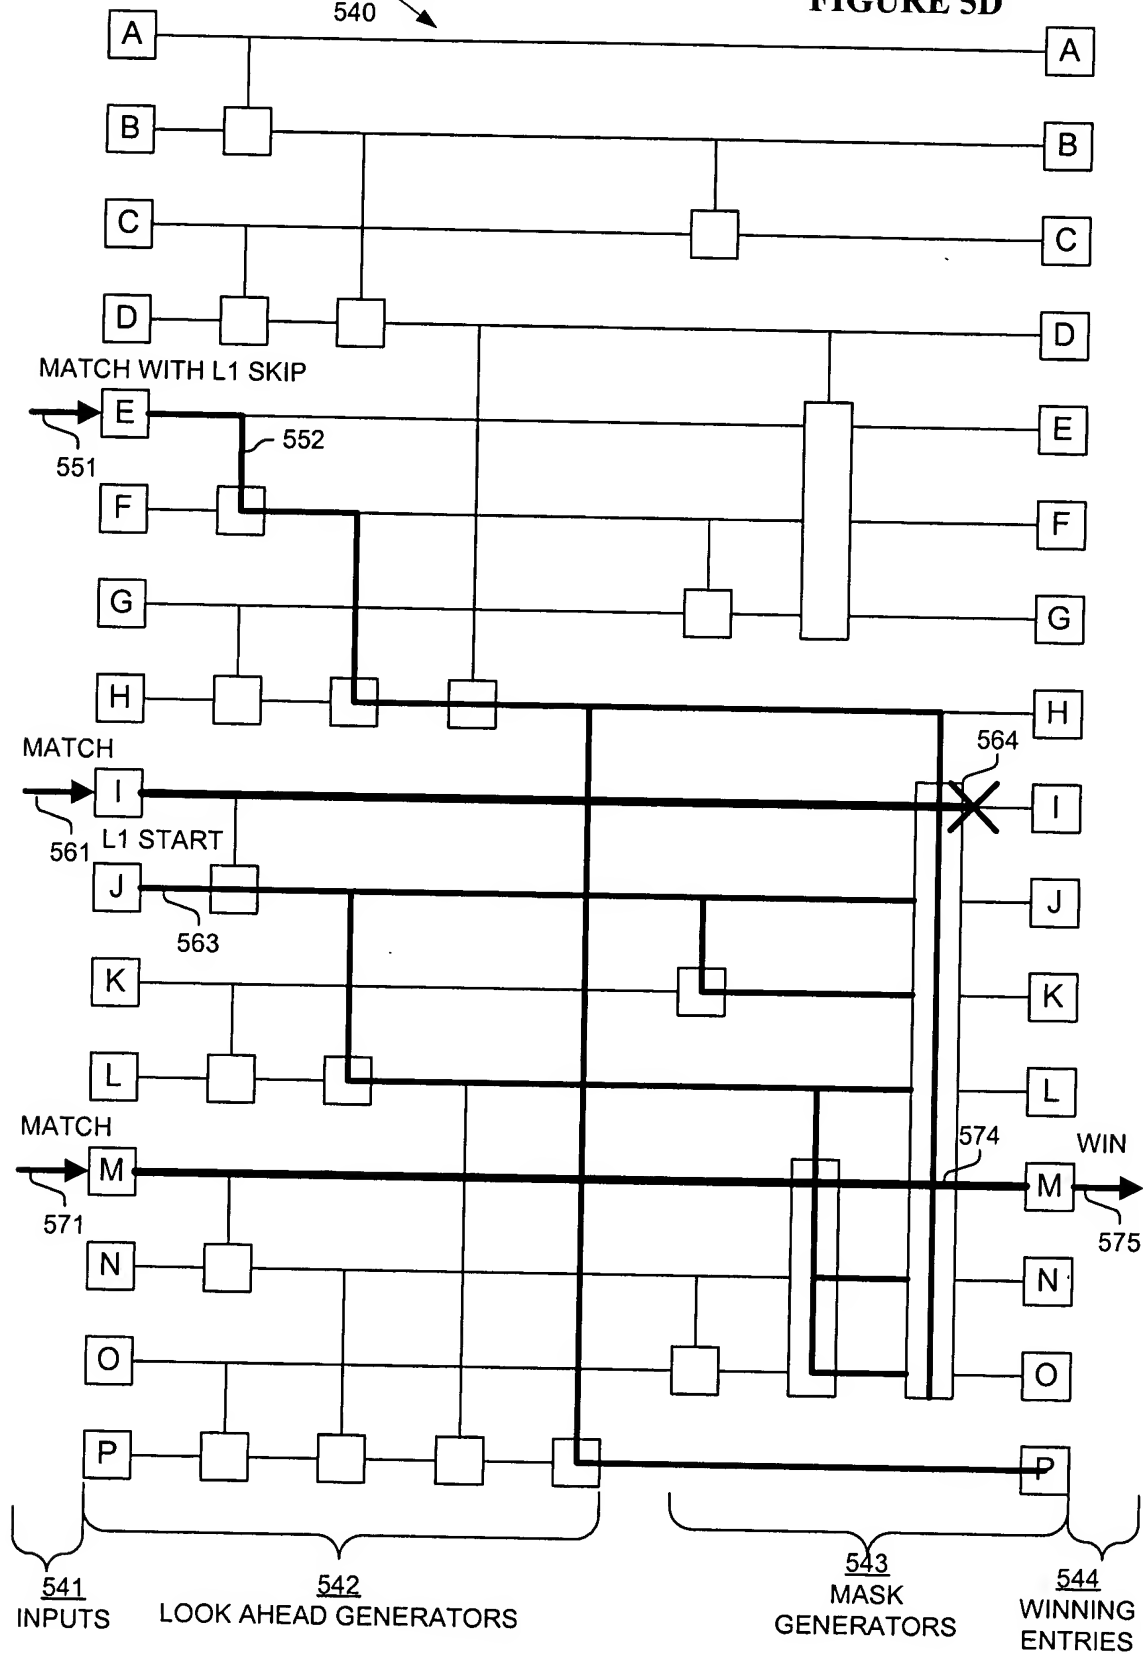 540
FIGURE 5D
A
A
B
B
C
C
D
D
MATCH WITH L1 SKIP
E
E
552
551
F
F
G
G
H
H
MATCH
564
I
I
561
L1 START
J
J
563
K
K
L
L
MATCH
574
WIN
M
M
571
575
N
N
O
O
P
P
541
INPUTS
542
LOOK AHEAD GENERATORS
543
MASK
GENERATORS
544
WINNING
ENTRIES